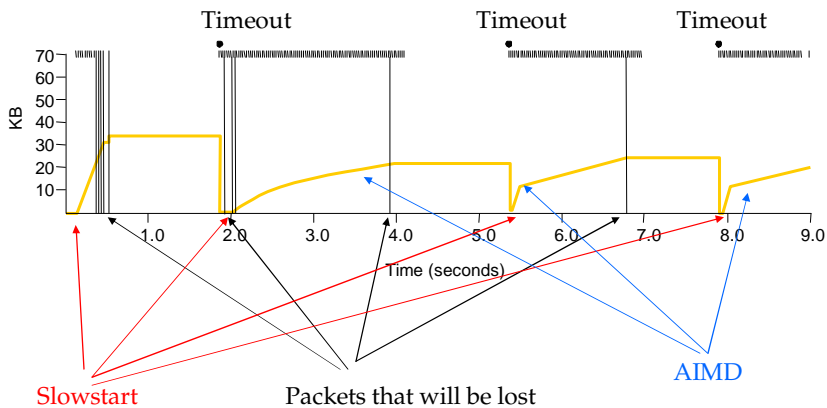 Timeout Timeout Timeout
70
60
50
40
30
20
10
KB
1.0 2.0 3.0 4.0 5.0 6.0 7.0 8.0 9.0
Time (seconds)
AIMD
Slowstart Packets that will be lost